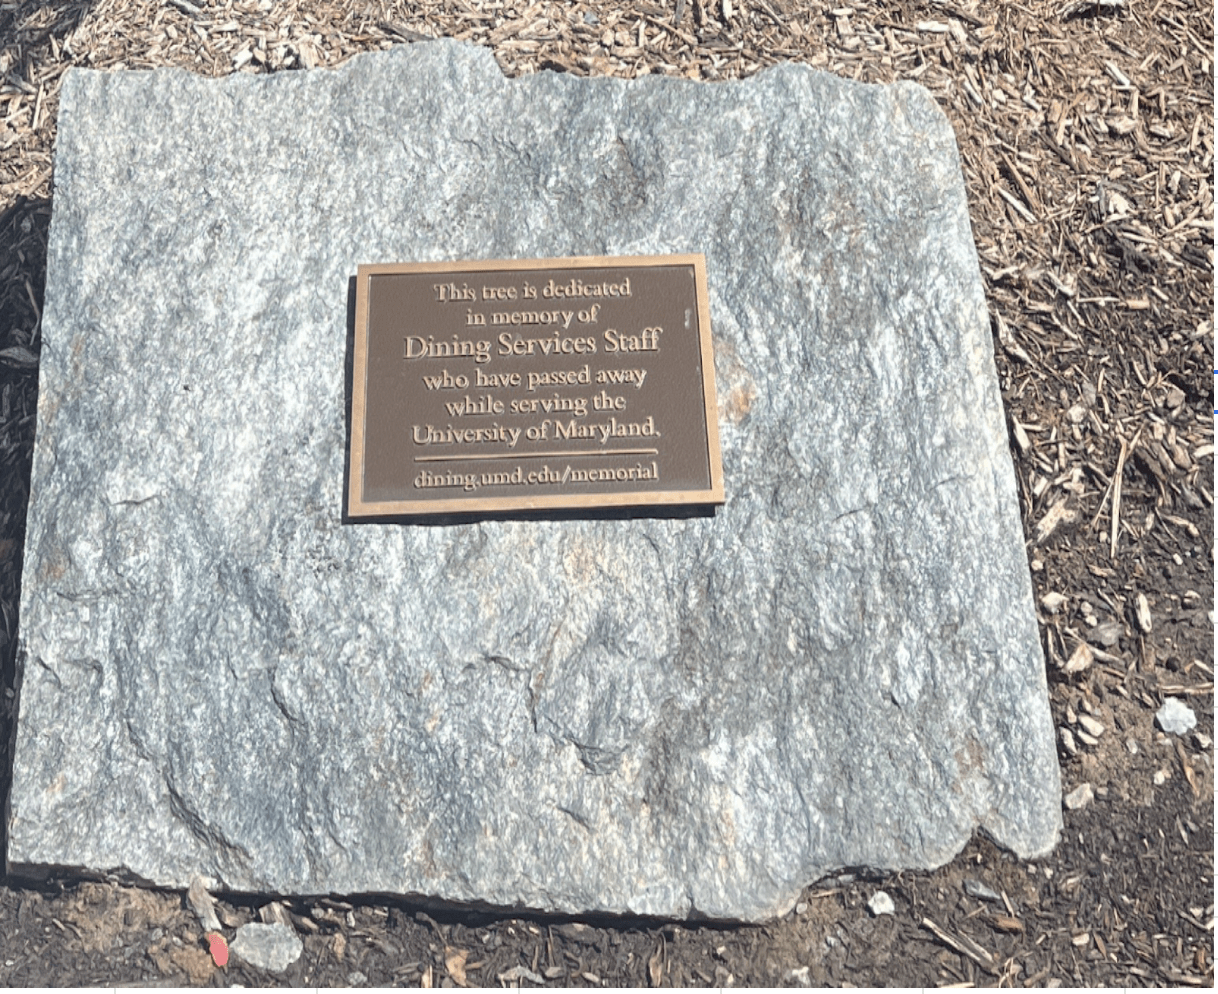 This tree is dedicated
in memory of
Dining Services Staff
who have passed away
while serving the
University of Maryland.
dining.umd.edu/memorial